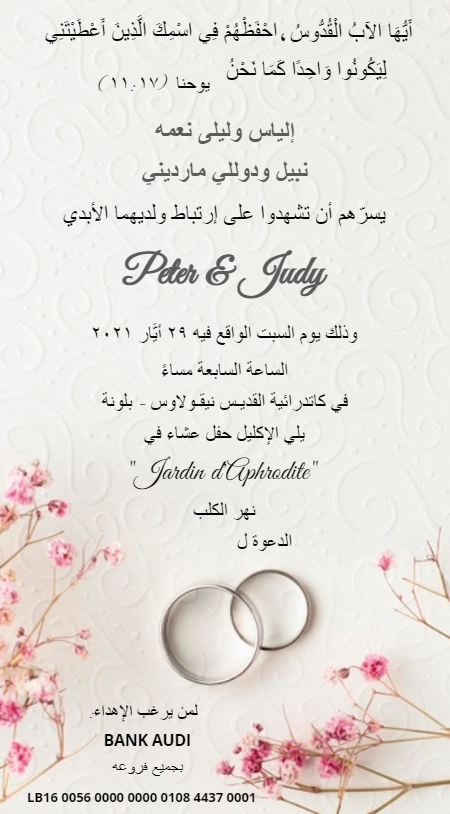 أَيُّهَا الآبُ الْقُدُّوسُ، احْفَظْهُمْ فِي اسْمِكَ الَّذِينَ أَعْطَيْتَنِي
لِيَكُونُوا وَاحِدًا كَمَا نَحْنُ يوحنا (١١:١٧)
إلياس وليلى نعمه
نبيل ودوللي مارديني
يسرّهم أن تشهدوا على إرتباط ولديهما الأبدي
Peter & Judy
وذلك يوم السبت الواقع فيه ٢٩ أيَّار ٢٠٢١
الساعة السابعة مساءً
في كاتدرائية القديس نيقولاوس - بلونة
يلي الإكليل حفل عشاء في
"Jardin d'Aphrodite"
نهر الكلب
الدعوة ل
لمن يرغب الإهداء.
BANK AUDI
بجميع فروعه
LB16 0056 0000 0000 0108 4437 0001